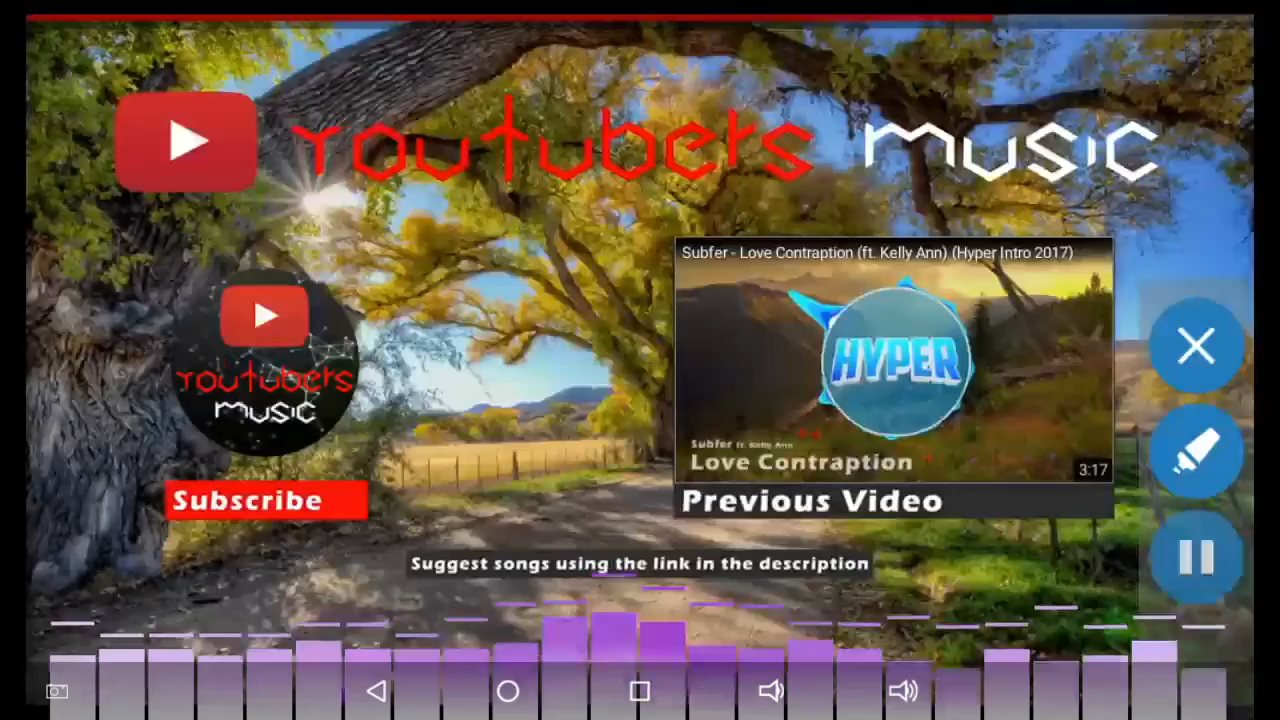 Youtubers Music
Subfer - Love Contraption (ft. Kelly Ann) (Hyper Intro 2017)
HYPER
Youtubers
Music
Subfer ft. Kelly Ann
Love Contraption
3:17
Subscribe
Previous Video
Suggest songs using the link in the description